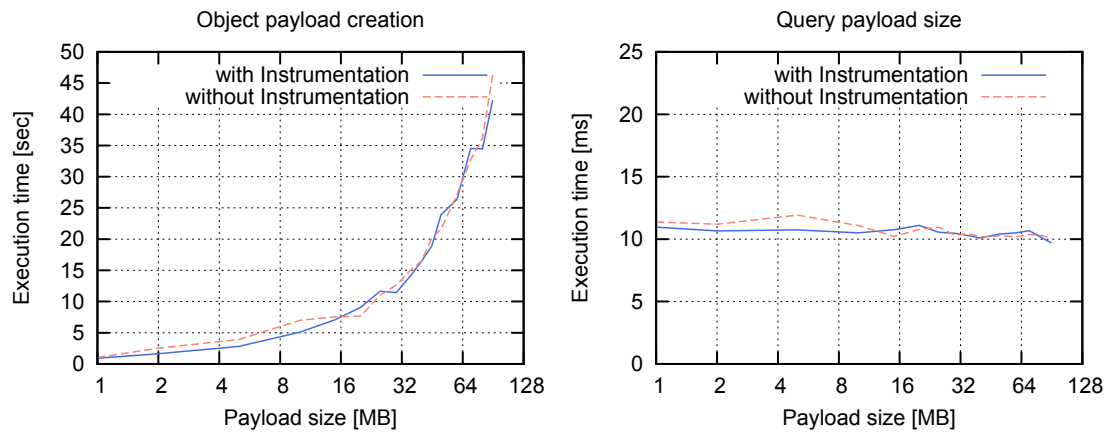 Object payload creation
50
45
40
35
30
25
20
15
10
5
0
Execution time [sec]
with Instrumentation
without Instrumentation
1 2 4 8 16 32 64 128
Payload size [MB]
Query payload size
25
20
15
10
5
0
Execution time [ms]
with Instrumentation
without Instrumentation
1 2 4 8 16 32 64 128
Payload size [MB]